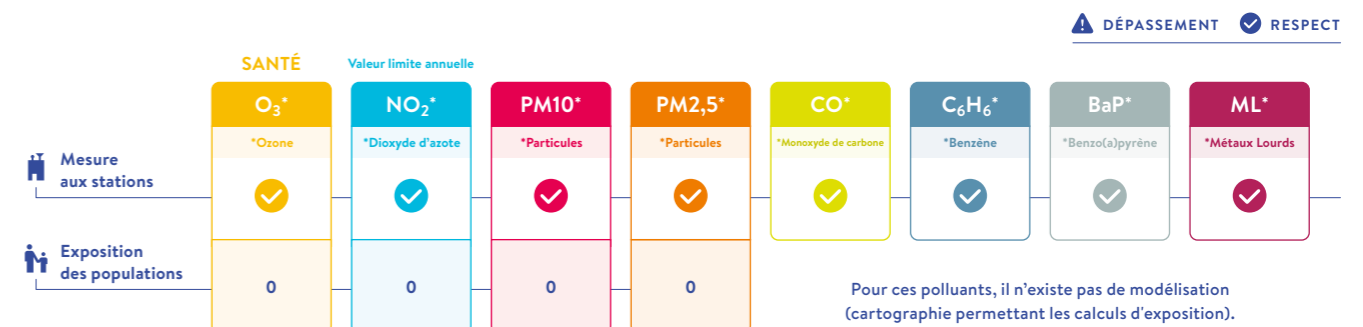 DÉPASSEMENT RESPECT
SANTÉ Valeur limite annuelle
O₃* NO₂* PM10* PM2,5* CO* C₆H₆* BaP* ML*
*Ozone *Dioxyde d'azote *Particules *Particules *Monoxyde de carbone *Benzène *Benzo(a)pyrêne *Métaux Lourds
Mesure
aux stations
Exposition
des populations
0 0 0 0
Pour ces polluants, il n'existe pas de modélisation
(cartographie permettant les calculs d'exposition).